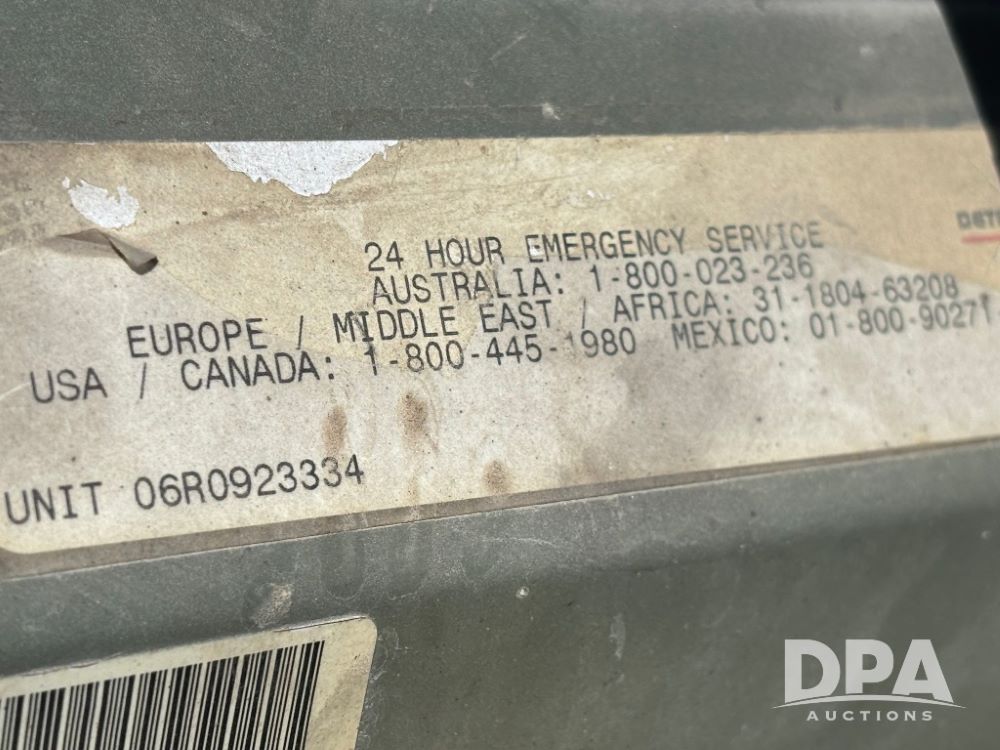 24 HOUR EMERGENCY SERVICE
AUSTRALIA: 1-800-023-236
EUROPE / MIDDLE EAST / AFRICA: 31-1804-63208
USA / CANADA: 1-800-445-1980 MEXICO: 01-800-90271
UNIT 06R0923334
DPA
AUCTIONS